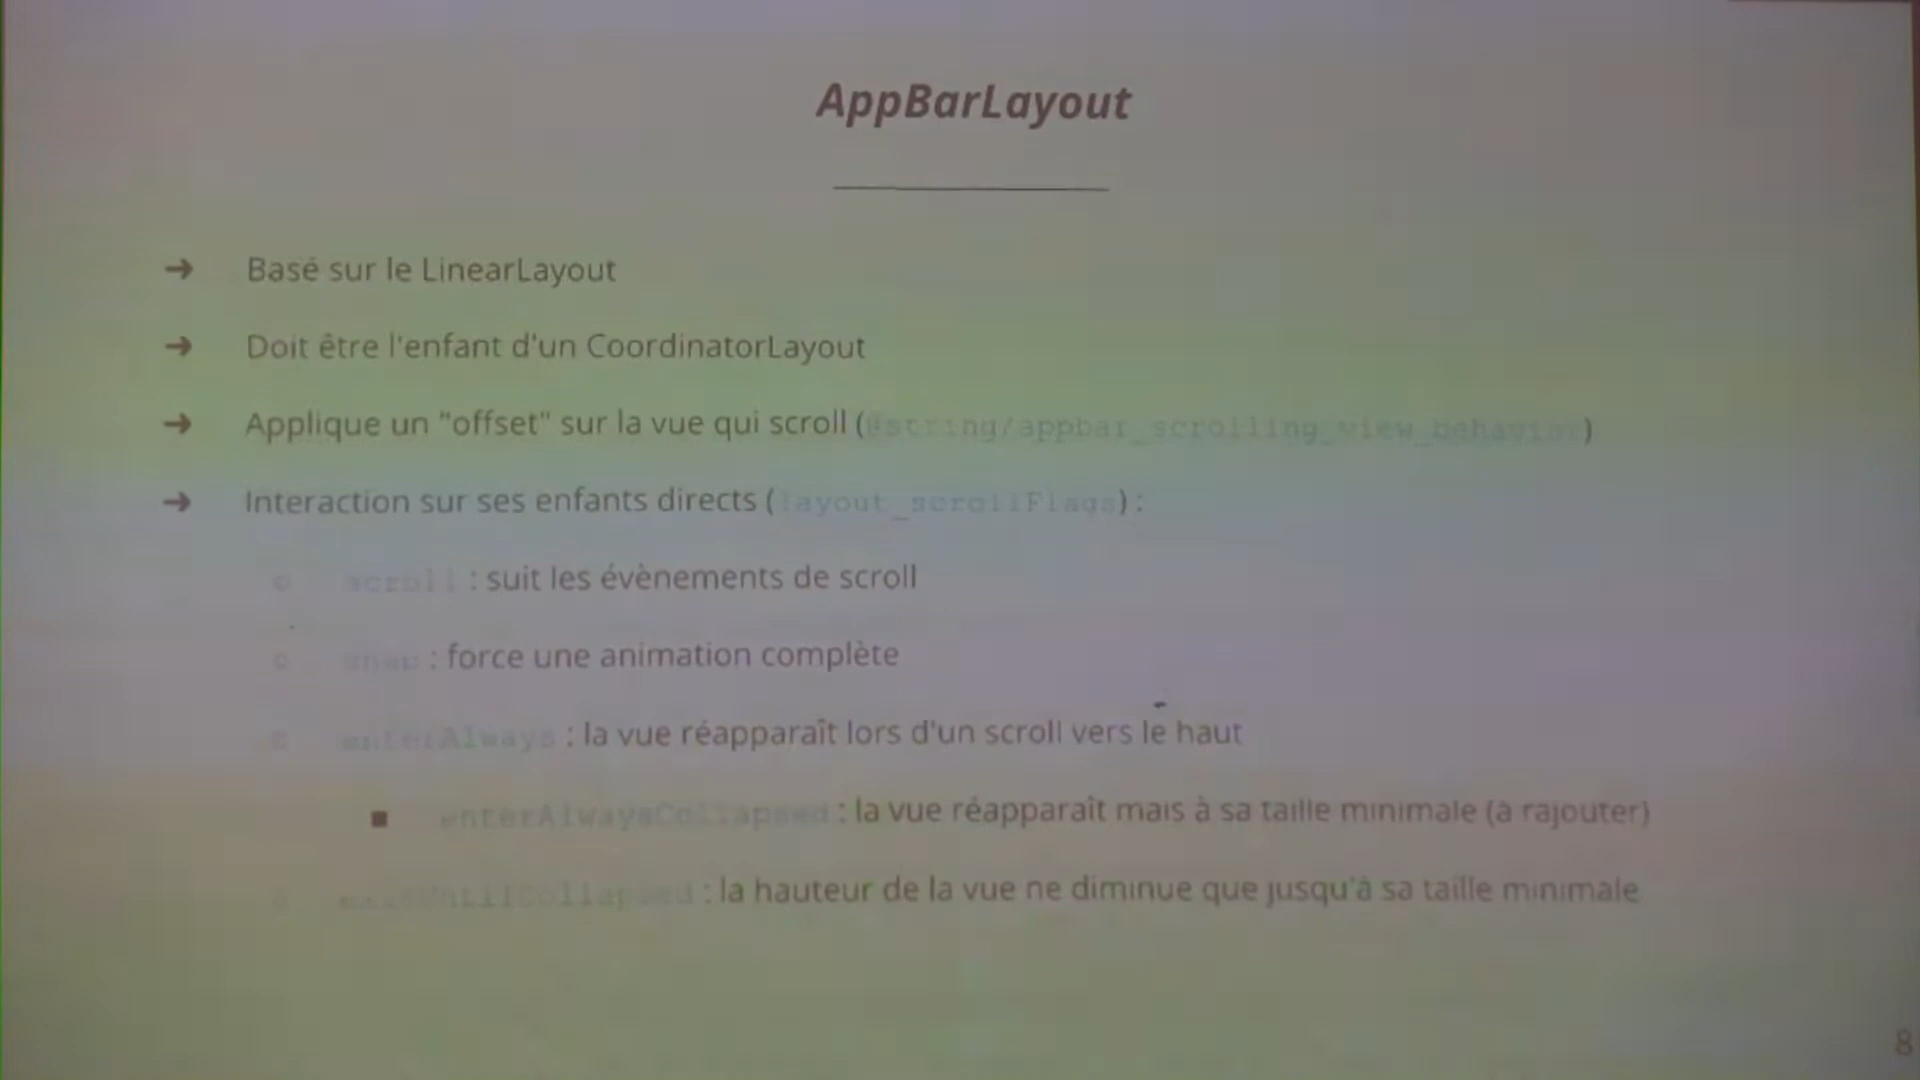 AppBarLayout
➔ Basé sur le LinearLayout
➔ Doit être l'enfant d'un CoordinatorLayout
➔ Applique un "offset" sur la vue qui scroll (@string/appbar_scrolling_view_behavior)
➔ Interaction sur ses enfants directs (layout_scrollFlags) :
scroll : suit les évènements de scroll
snap : force une animation complète
enterAlways : la vue réapparaît lors d'un scroll vers le haut
■ enterAlwaysCollapsed : la vue réapparaît mais à sa taille minimale (à rajouter)
exitUntilCollapsed : la hauteur de la vue ne diminue que jusqu'à sa taille minimale
8